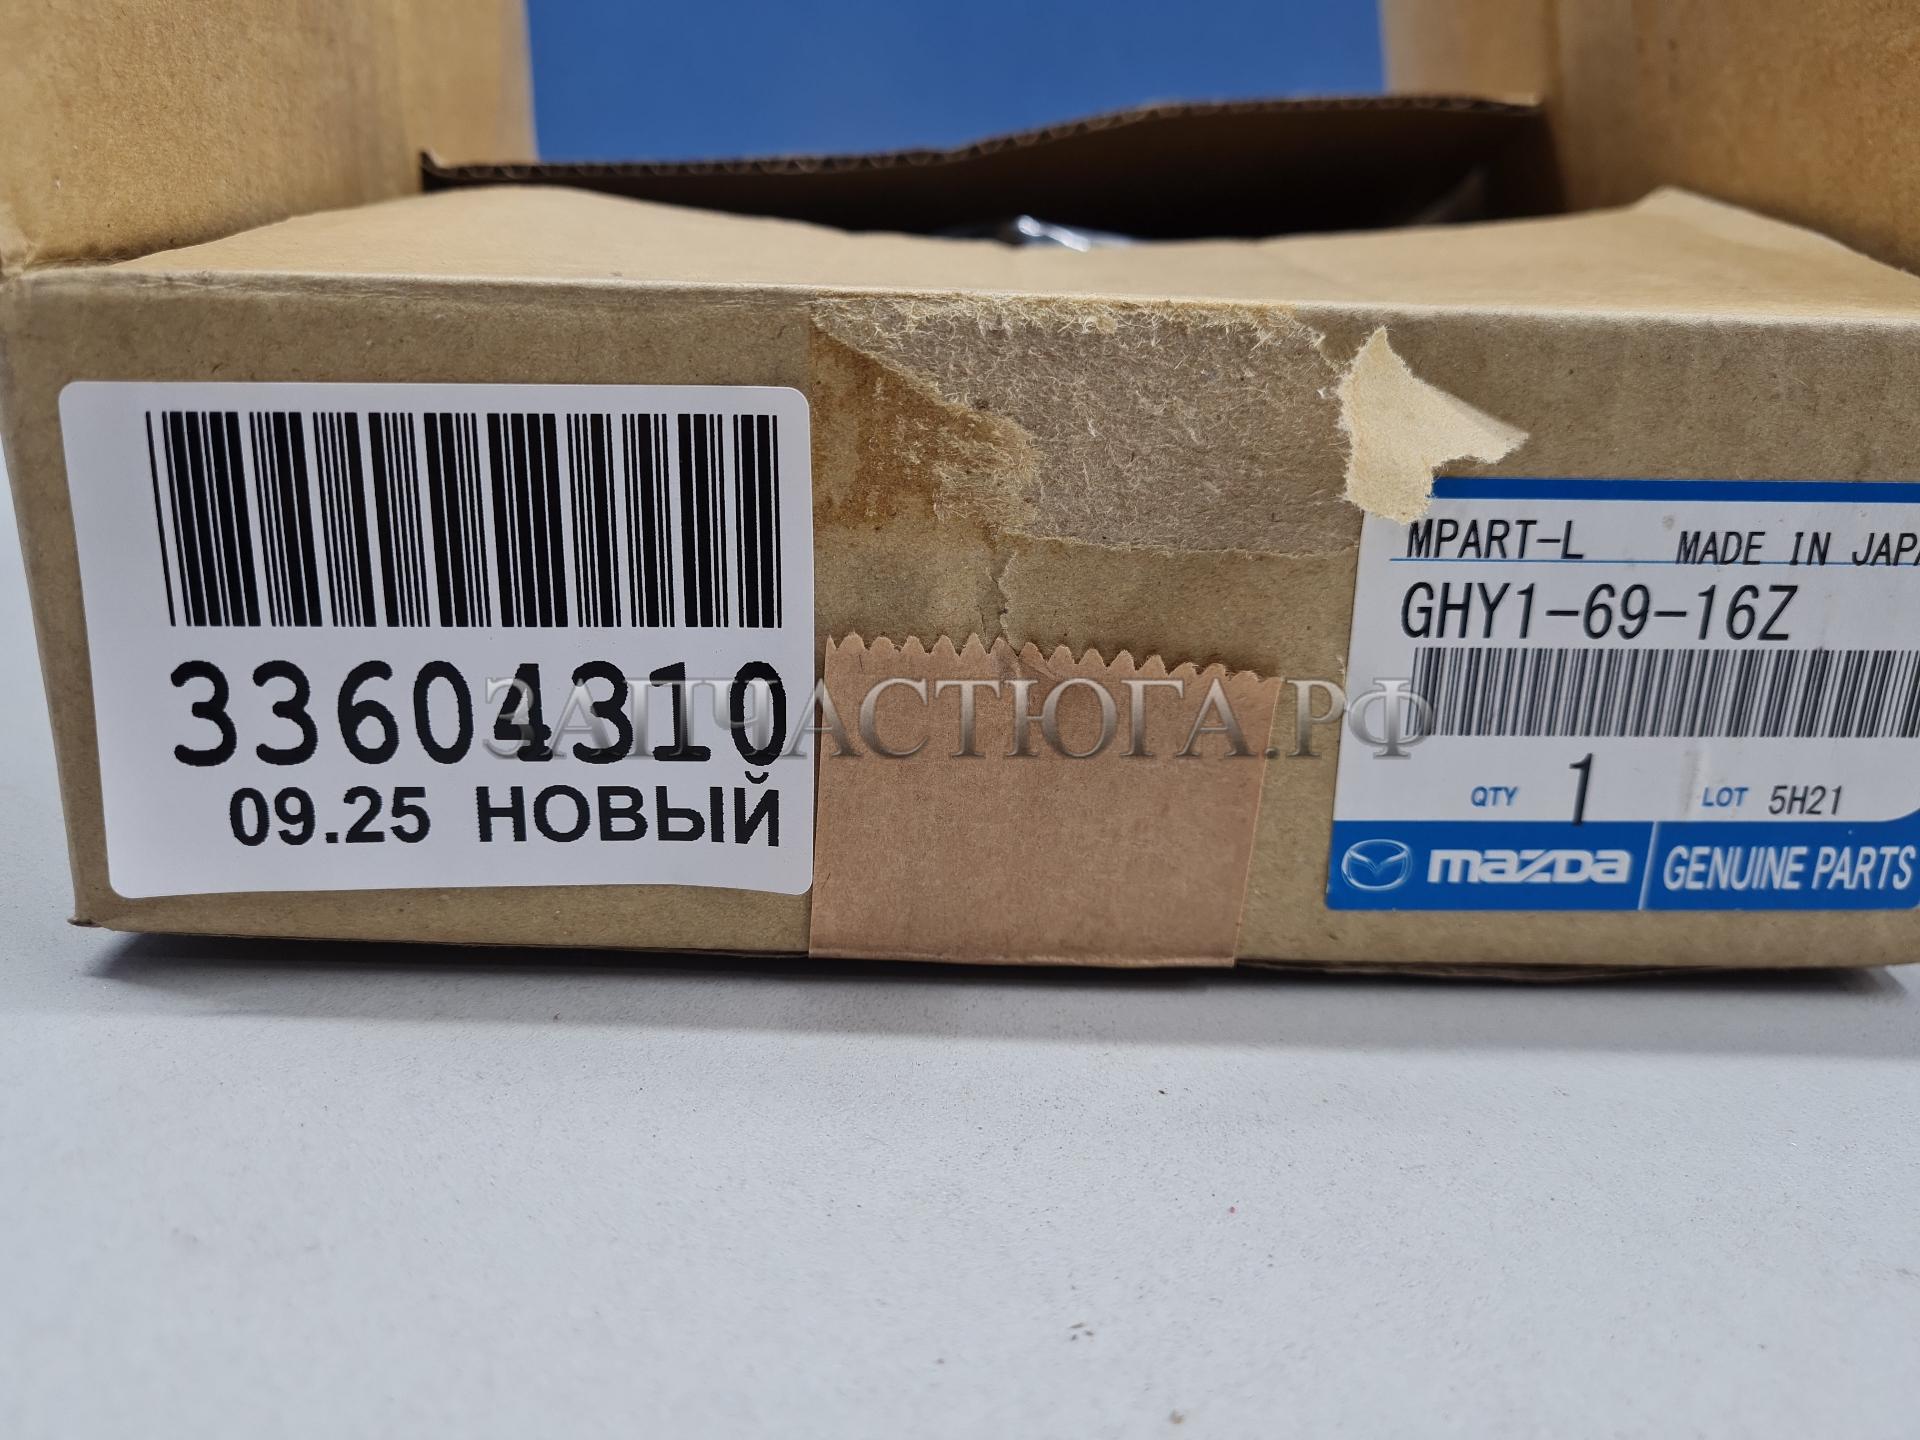 33604310
09.25 НОВЫЙ
ЗАПЧАСТЮГА.РФ
MPART-L MADE IN JAPA
GHY1-69-16Z
QTY 1 LOT 5H21
mazda GENUINE PARTS